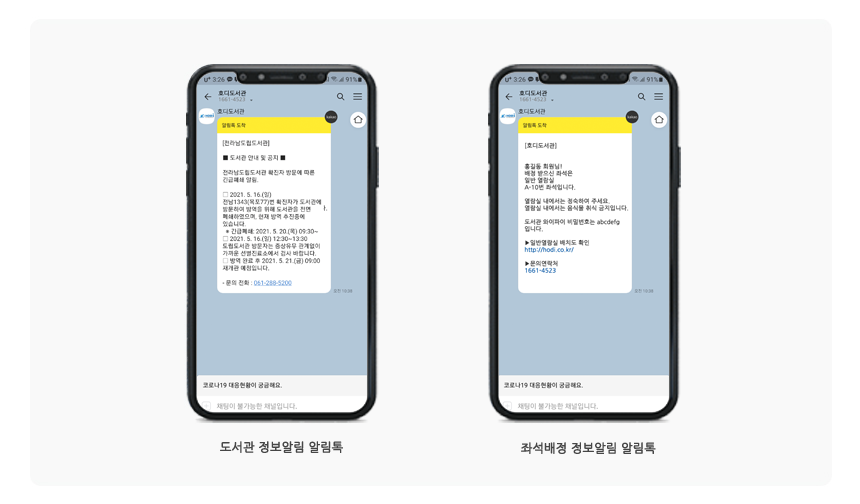 U+ 3:26
91%
호디도서관
1661-4523
호디도서관
알림톡 도착
[전라남도립도서관]
■ 도서관 안내 및 공지 ■
전라남도립도서관 확진자 방문에 따른
긴급폐쇄 알림.
□ 2021. 5. 16.(일)
전남1343(목포77)번 확진자가 도서관에
방문하여 방역을 위해 도서관을 전면
폐쇄하였으며, 현재 방역 추진중에
있습니다.
* 긴급폐쇄: 2021. 5. 20.(목) 09:30~
□ 2021. 5. 16.(일) 12:30~13:30
도립도서관 방문자는 증상유무 관계없이
가까운 선별진료소에서 검사 바랍니다.
□ 방역 완료 후 2021. 5. 21.(금) 09:00
재개관 예정입니다.
- 문의 전화 : 061-288-5200
코로나19 대응현황이 궁금해요.
채팅이 불가능한 채널입니다.
도서관 정보알림 알림톡
U+ 3:26
91%
호디도서관
1661-4523
호디도서관
알림톡 도착
[호디도서관]
홍길동 회원님!
배정 받으신 좌석은
일반 열람실
A-10번 좌석입니다.
열람실 내에서는 정숙하여 주세요.
열람실 내에서는 음식물 취식 금지입니다.
도서관 와이파이 비밀번호는 abcdefg
입니다.
▶일반열람실 배치도 확인
http://hodi.co.kr/
▶문의연락처
1661-4523
코로나19 대응현황이 궁금해요.
채팅이 불가능한 채널입니다.
좌석배정 정보알림 알림톡